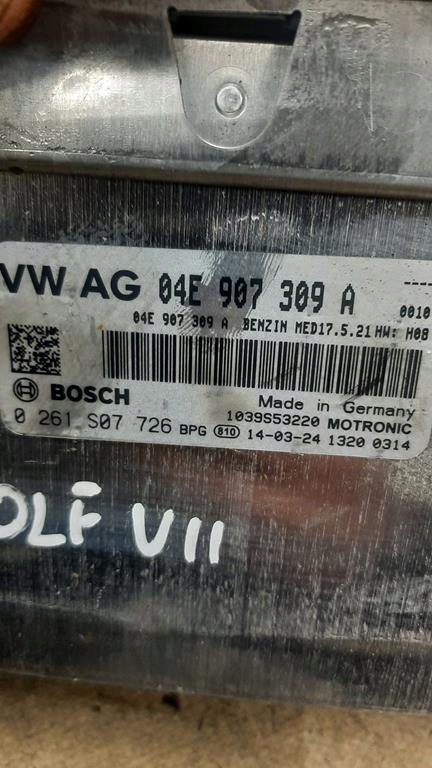 VW AG 04E 907 309 A 0010
04E 907 309 A BENZIN MED17.5.21 HW: H08
BOSCH Made in Germany
1039S53220 MOTRONIC
0 261 S07 726 BPG 810 14-03-24 1320 0314
OLF VII